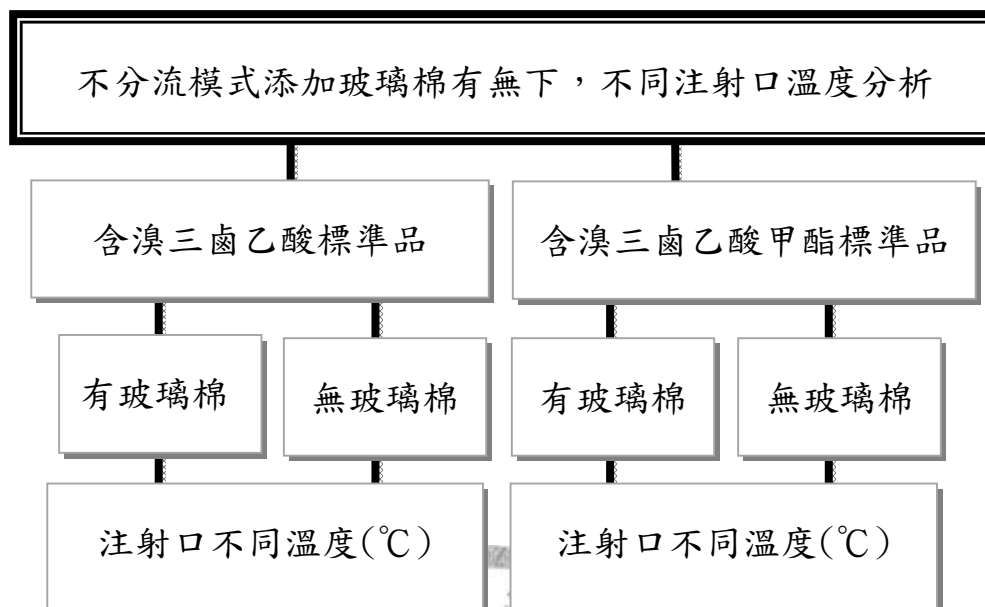 不分流模式添加玻璃棉有無下，不同注射口溫度分析
含溴三鹵乙酸標準品
含溴三鹵乙酸甲酯標準品
有玻璃棉
無玻璃棉
有玻璃棉
無玻璃棉
注射口不同溫度(℃)
注射口不同溫度(℃)